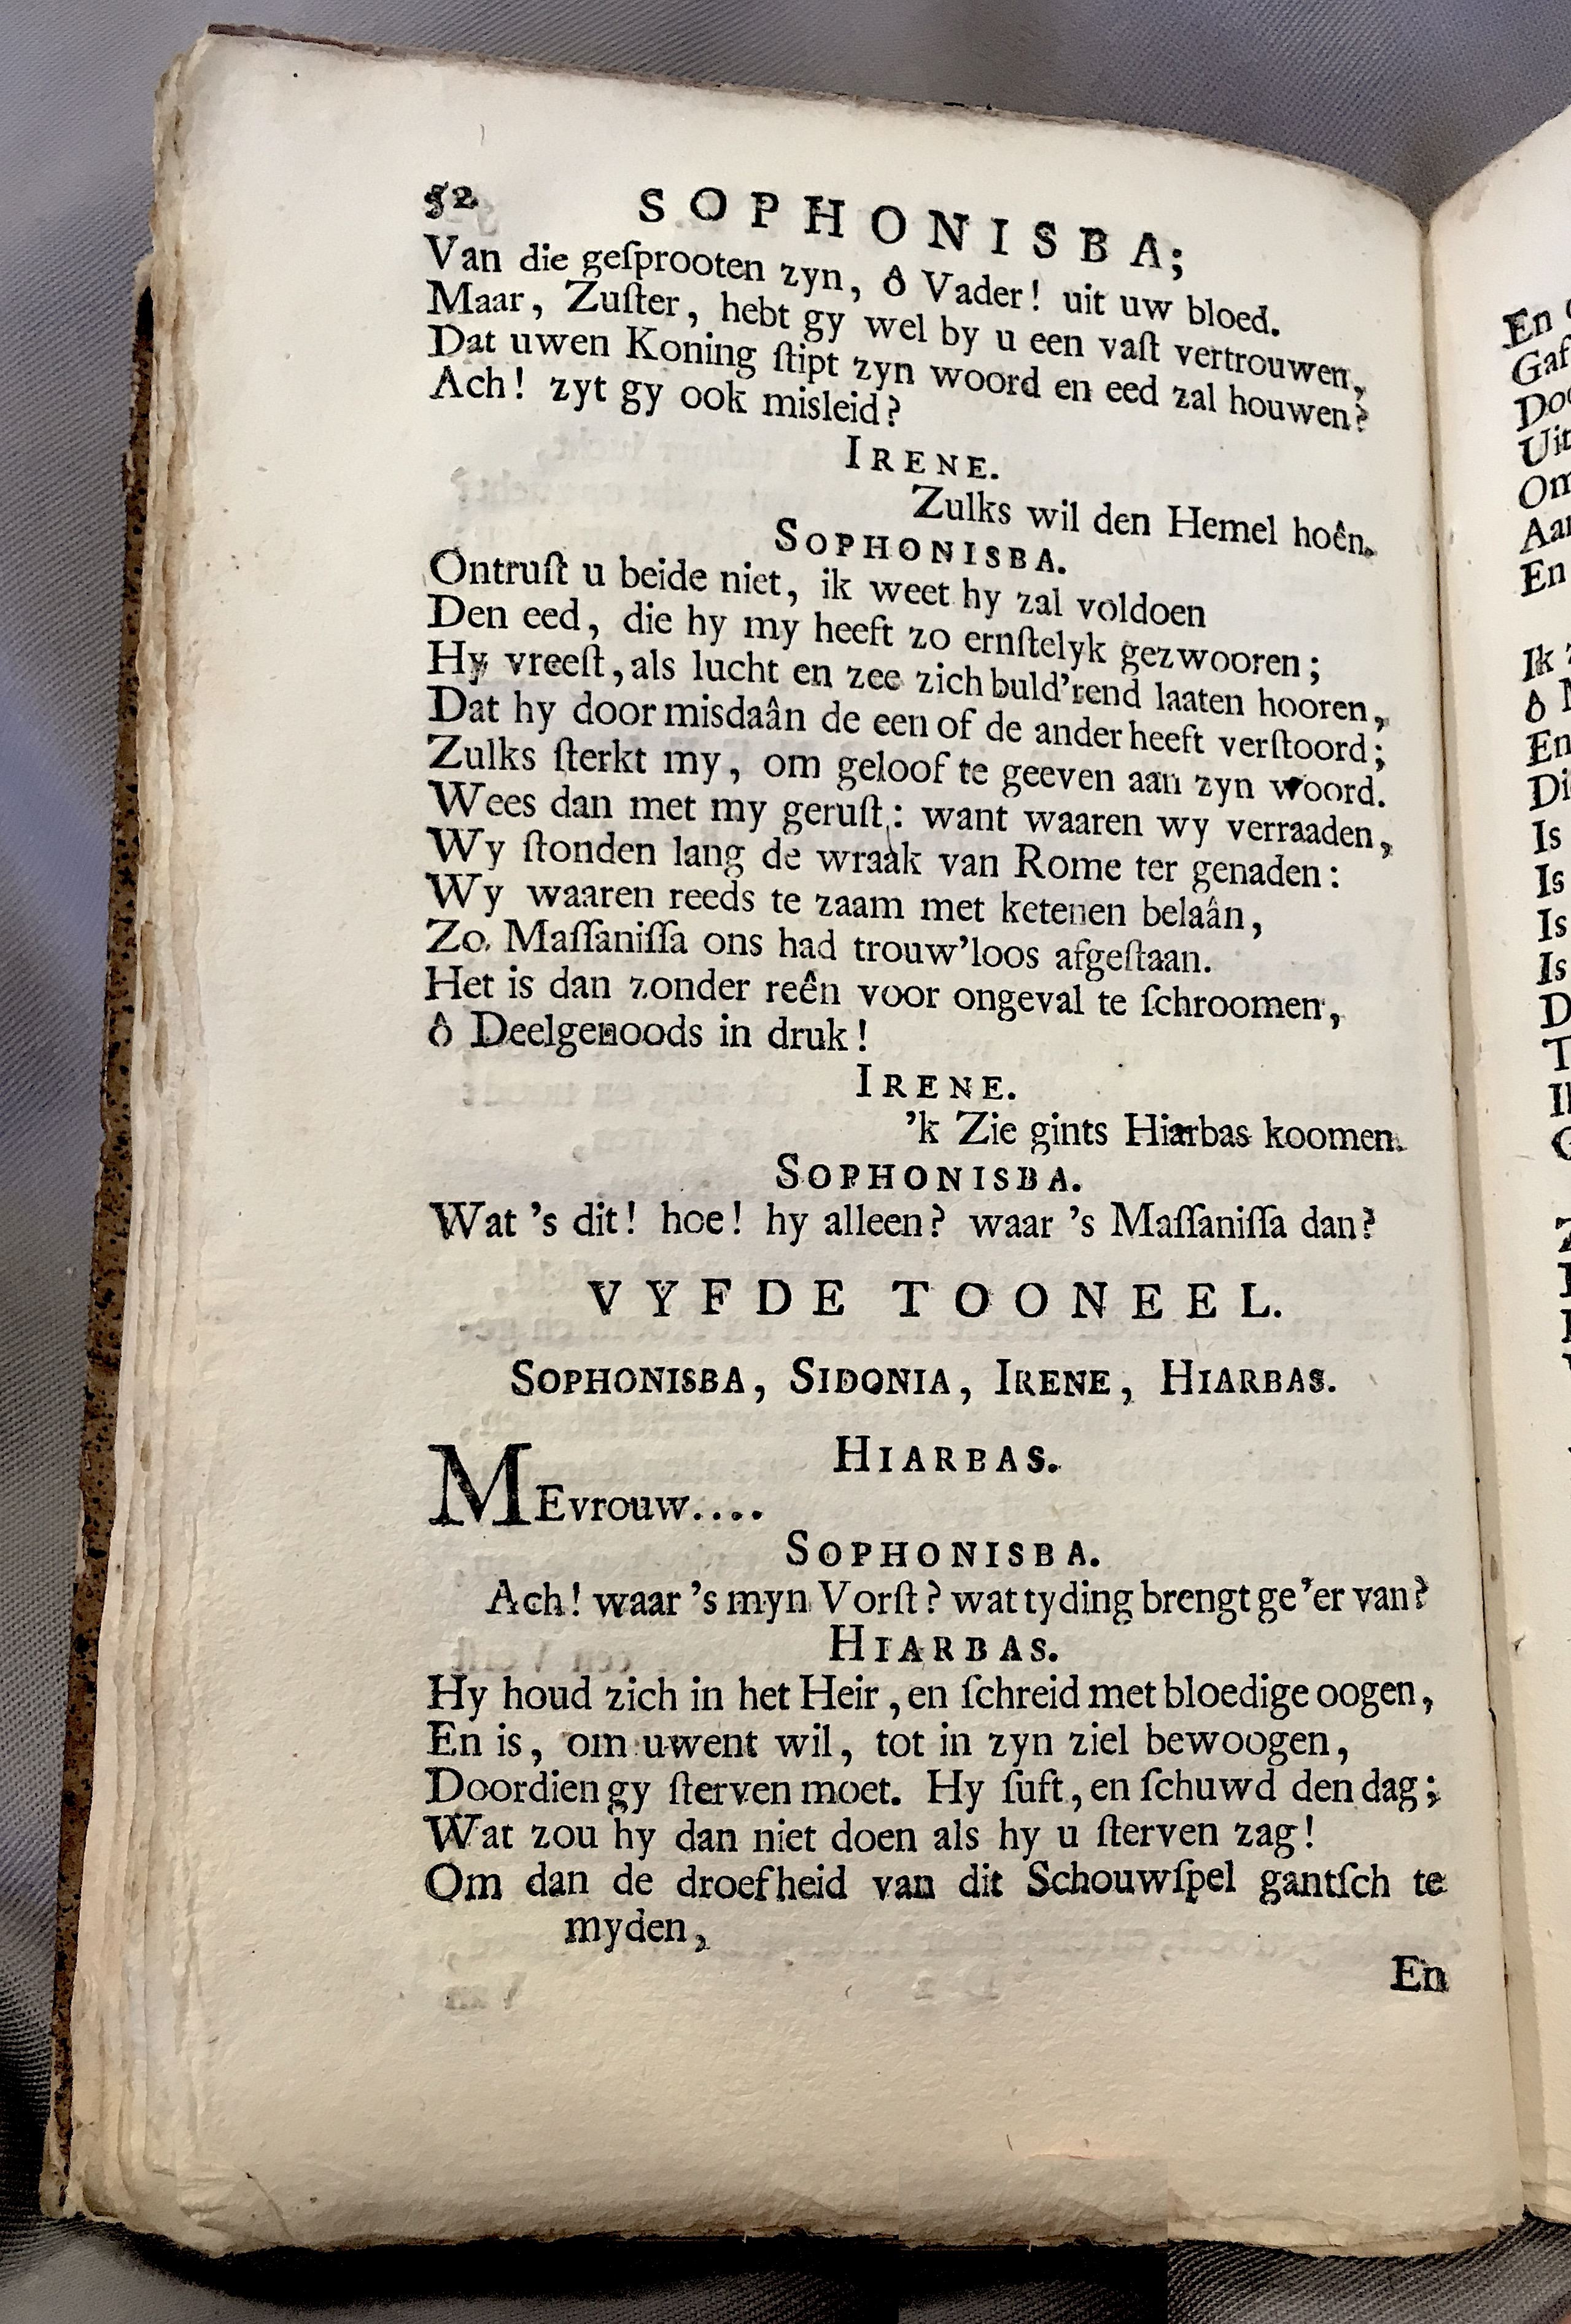 52 SOPHONISBA;
Van die geſprooten zyn, ô Vader! uit uw bloed.
Maar, Zuſter, hebt gy wel by u een vaſt vertrouwen,
Dat uwen Koning ſtipt zyn woord en eed zal houwen?
Ach! zyt gy ook misleid?
IRENE.
Zulks wil den Hemel hoên.
SOPHONISBA.
Ontruſt u beide niet, ik weet hy zal voldoen
Den eed, die hy my heeft zo ernſtelyk gezwooren;
Hy vreeſt, als lucht en zee zich buld’rend laaten hooren,
Dat hy door misdaân de een of de ander heeft verſtoord;
Zulks ſterkt my, om geloof te geeven aan zyn woord.
Wees dan met my geruſt: want waaren wy verraaden,
Wy ſtonden lang de wraak van Rome ter genaden:
Wy waaren reeds te zaam met ketenen belaân,
Zo Maſſaniſſa ons had trouw’loos afgeſtaan.
Het is dan zonder reên voor ongeval te ſchroomen,
ô Deelgenoods in druk!
IRENE.
’k Zie gints Hiarbas koomen.
SOPHONISBA.
Wat ’s dit! hoe! hy alleen? waar ’s Maſſaniſſa dan?
VYFDE TOONEEL.
SOPHONISBA, SIDONIA, IRENE, HIARBAS.
HIARBAS.
MEvrouw....
SOPHONISBA.
Ach! waar ’s myn Vorſt? wat tyding brengt ge ’er van?
HIARBAS.
Hy houd zich in het Heir, en ſchreid met bloedige oogen,
En is, om uwent wil, tot in zyn ziel bewoogen,
Doordien gy ſterven moet. Hy ſuft, en ſchuwd den dag;
Wat zou hy dan niet doen als hy u ſterven zag!
Om dan de droefheid van dit Schouwſpel gantſch te
myden,
En
En
Gaf
Uit
Aan
En
Ik
ô
En
Is
Is
Is
Is